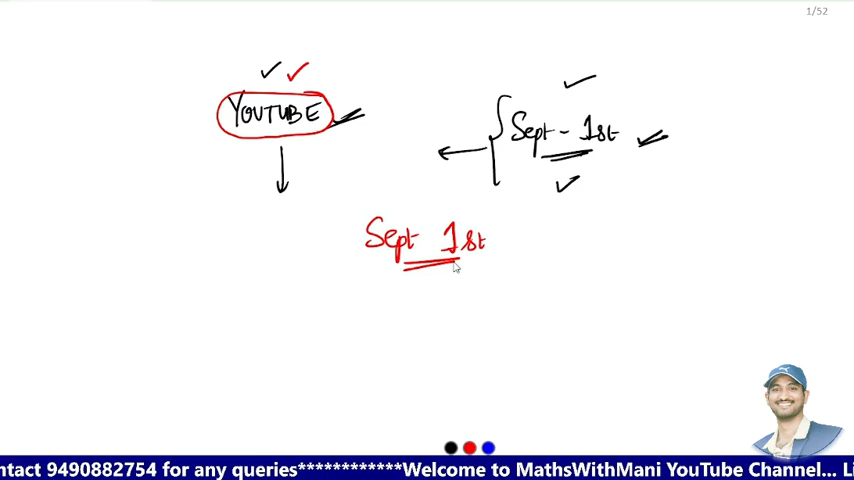 1/52
YOUTUBE
Sept - 1st
Sept 1st
ntact 9490882754 for any queries************Welcome to MathsWithMani YouTube Channel... Li